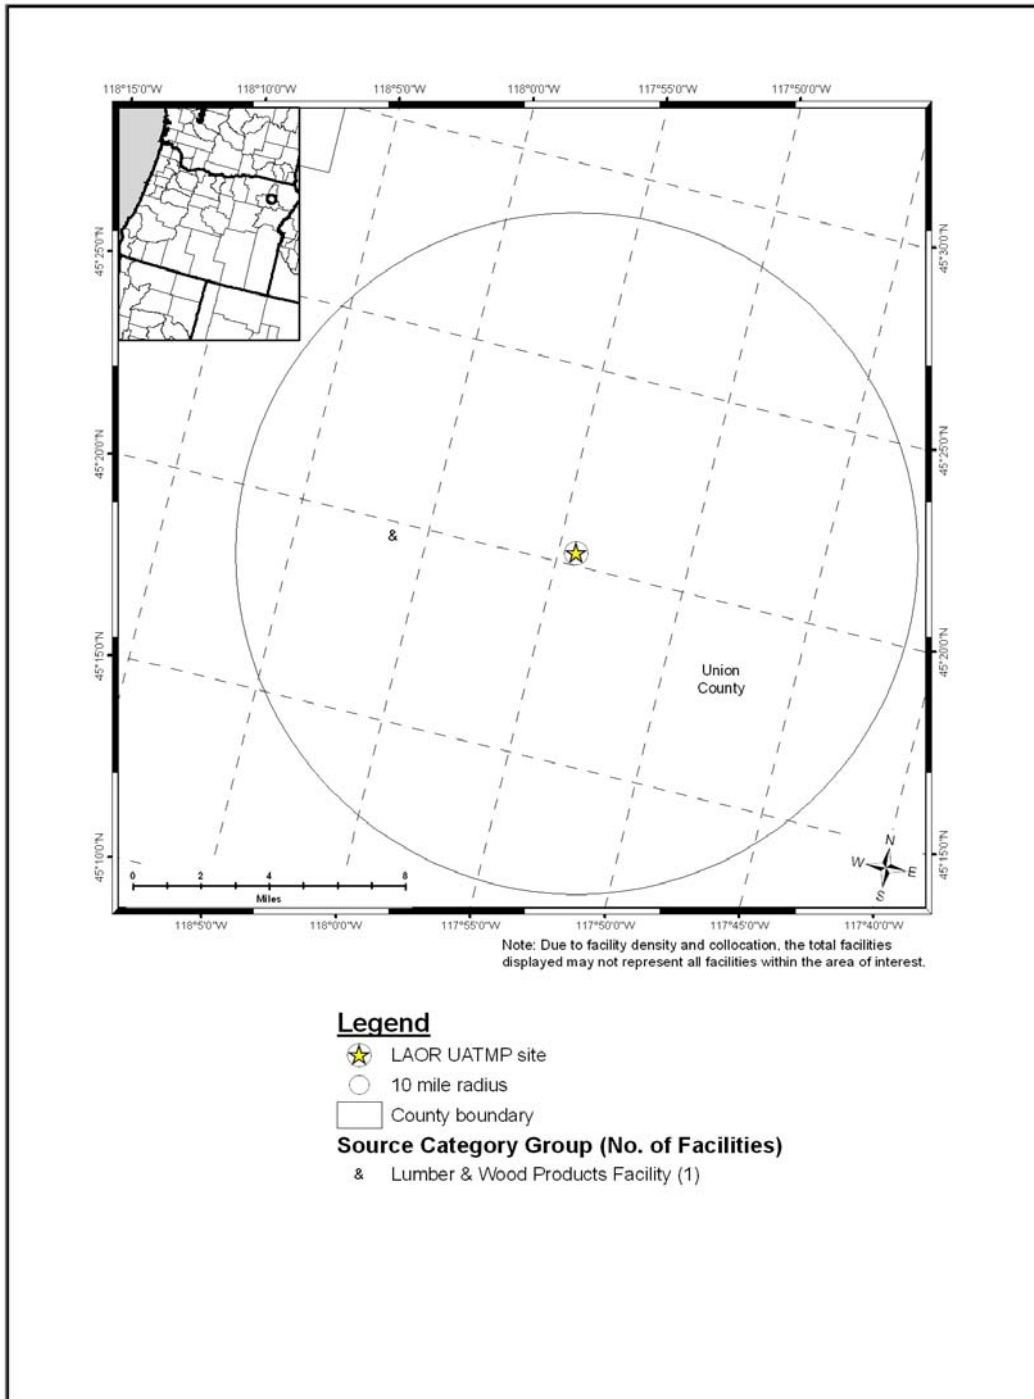 118°15'0"W 118°10'0"W 118°5'0"W 118°0'0"W 117°55'0"W 117°50'0"W
45°25'0"N
45°30'0"N
45°20'0"N
45°25'0"N
&
45°15'0"N
45°20'0"N
Union
County
45°10'0"N
45°15'0"N
N
W E
S
0 2 4 8
Miles
118°5'0"W 118°0'0"W 117°55'0"W 117°50'0"W 117°45'0"W 117°40'0"W
Note: Due to facility density and collocation, the total facilities
displayed may not represent all facilities within the area of interest.
Legend
LAOR UATMP site
10 mile radius
County boundary
Source Category Group (No. of Facilities)
& Lumber & Wood Products Facility (1)